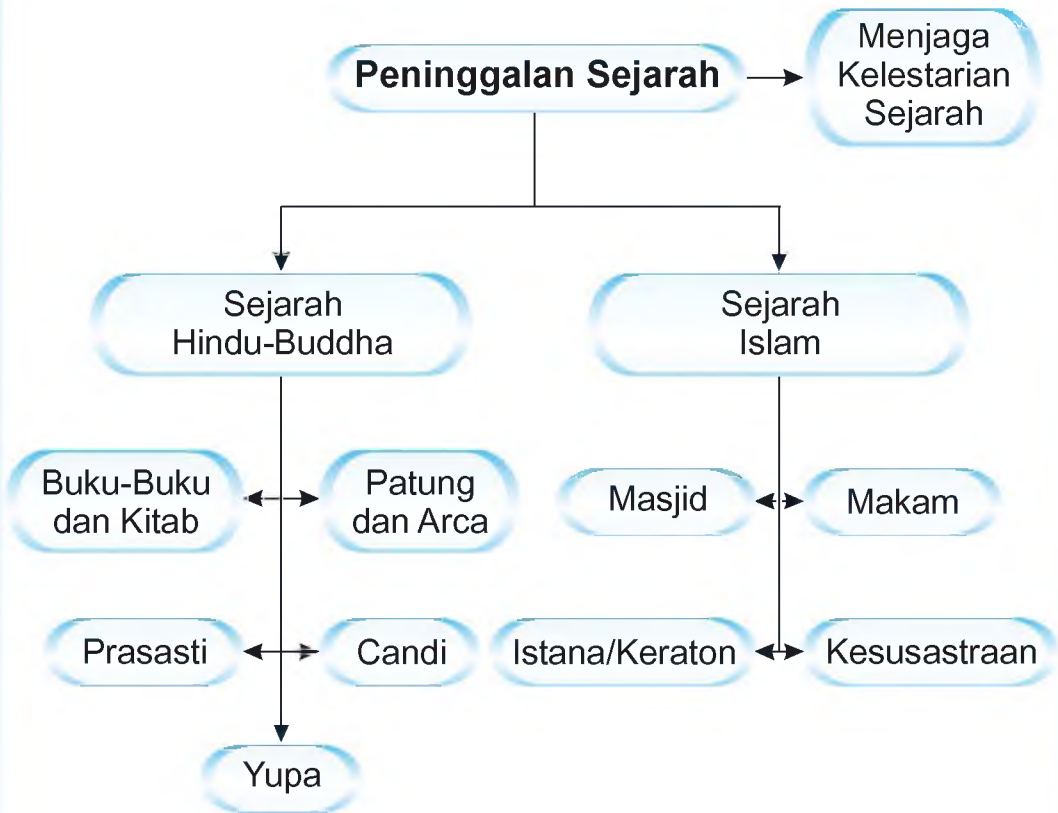 Peninggalan Sejarah
Menjaga
Kelestarian
Sejarah
Sejarah
Hindu-Buddha
Sejarah
Islam
Buku-Buku
dan Kitab
Patung
dan Arca
Masjid
Makam
Prasasti
Candi
Istana/Keraton
Kesusastraan
Yupa